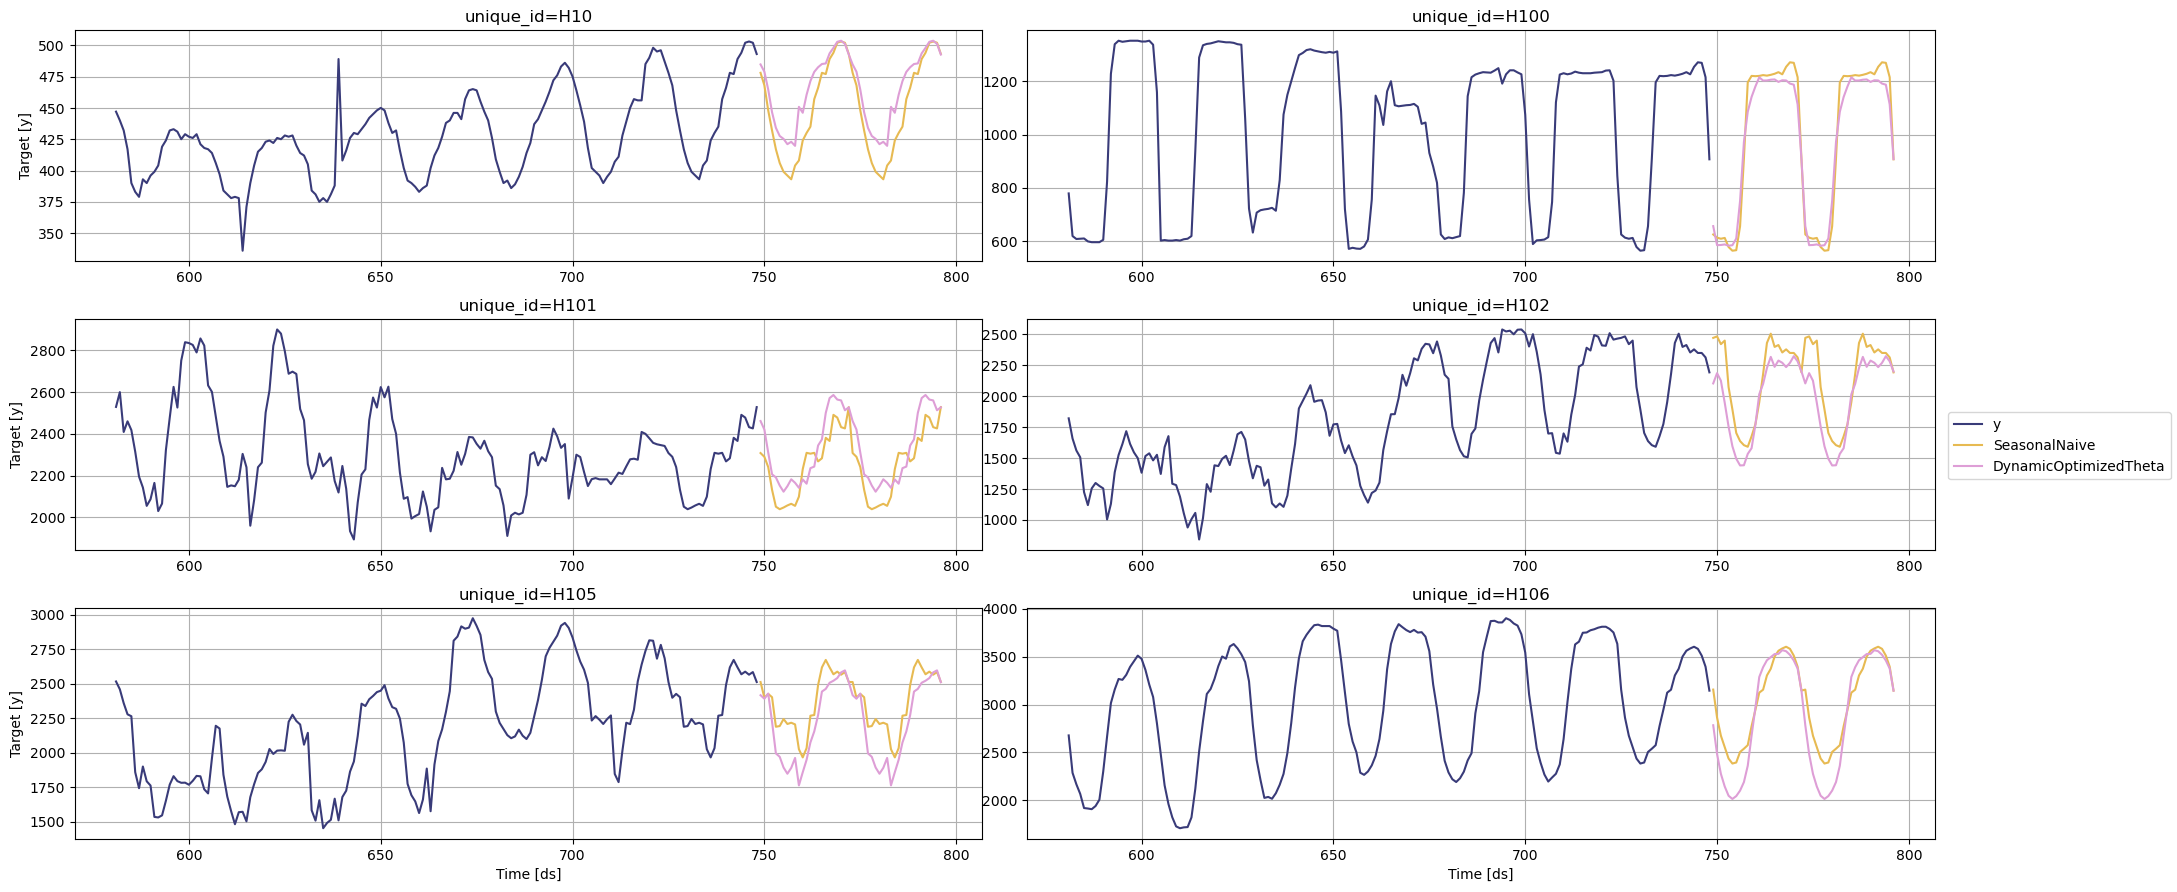 unique_id=H10
Target [y]
500
475
450
425
400
375
350
600 650 700 750 800
unique_id=H100
1200
1000
800
600
600 650 700 750 800
unique_id=H101
Target [y]
2800
2600
2400
2200
2000
600 650 700 750 800
unique_id=H102
2500
2250
2000
1750
1500
1250
1000
600 650 700 750 800
unique_id=H105
Target [y]
3000
2750
2500
2250
2000
1750
1500
600 650 700 750 800
Time [ds]
unique_id=H106
4000
3500
3000
2500
2000
600 650 700 750 800
Time [ds]
y
SeasonalNaive
DynamicOptimizedTheta